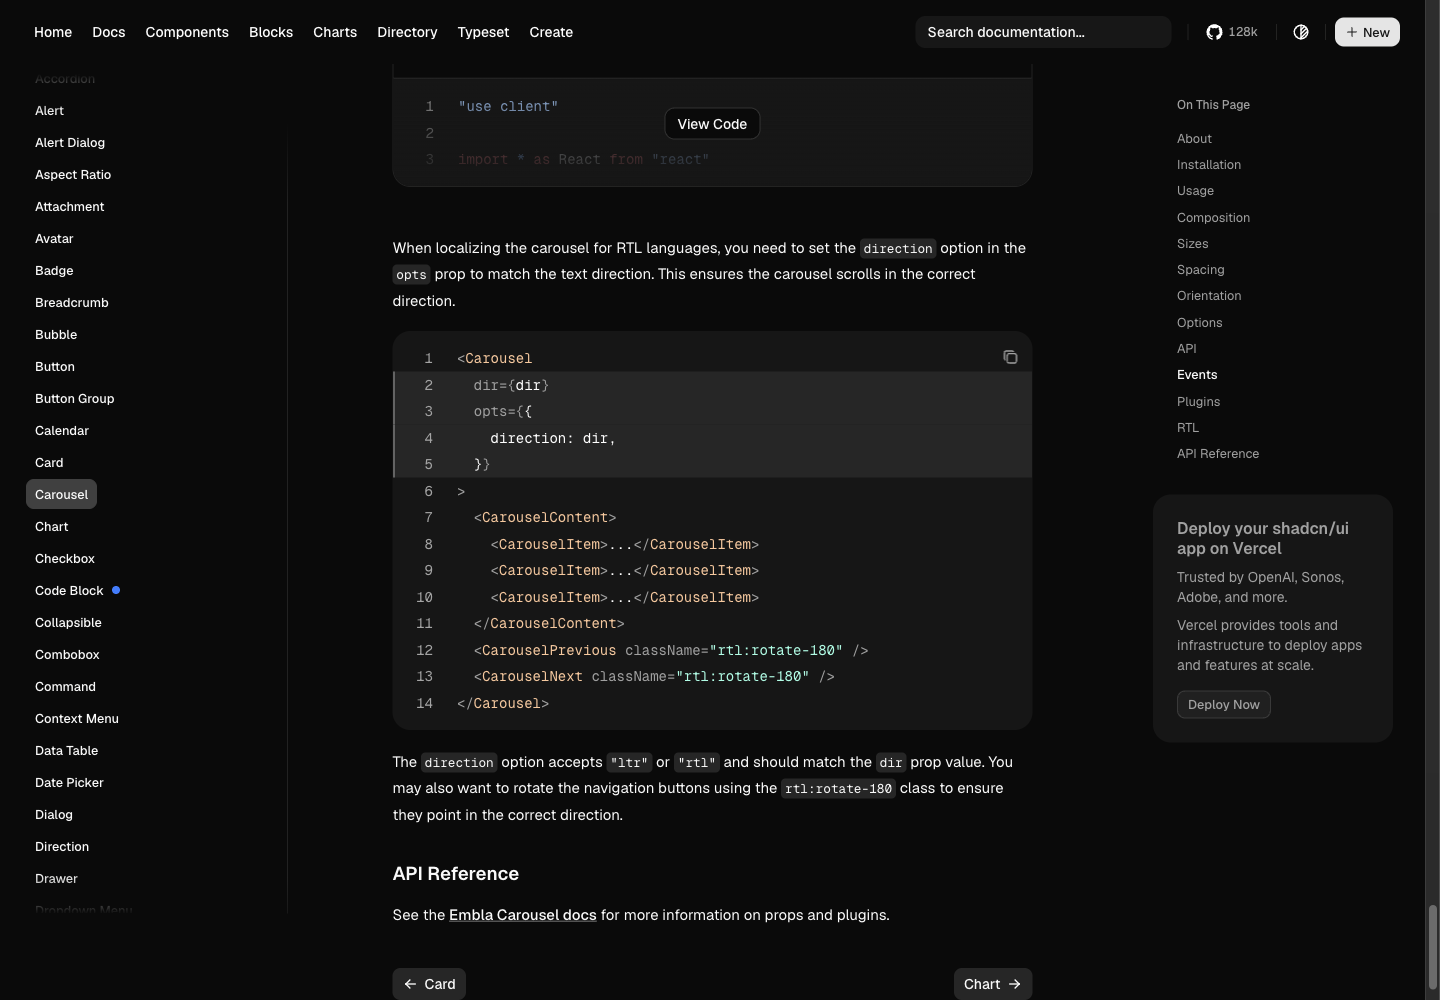 Home Docs Components Blocks Charts Directory Typeset Create
Search documentation...
128k
New
Accordion
Alert
Alert Dialog
Aspect Ratio
Attachment
Avatar
Badge
Breadcrumb
Bubble
Button
Button Group
Calendar
Card
Carousel
Chart
Checkbox
Code Block
Collapsible
Combobox
Command
Context Menu
Data Table
Date Picker
Dialog
Direction
Drawer
Dropdown Menu
1 "use client"
2
3 import * as React from "react"
View Code
When localizing the carousel for RTL languages, you need to set the direction option in the
opts prop to match the text direction. This ensures the carousel scrolls in the correct
direction.
1 <Carousel
2   dir={dir}
3   opts={{
4     direction: dir,
5   }}
6 >
7   <CarouselContent>
8     <CarouselItem>...</CarouselItem>
9     <CarouselItem>...</CarouselItem>
10     <CarouselItem>...</CarouselItem>
11   </CarouselContent>
12   <CarouselPrevious className="rtl:rotate-180" />
13   <CarouselNext className="rtl:rotate-180" />
14 </Carousel>
The direction option accepts "ltr" or "rtl" and should match the dir prop value. You
may also want to rotate the navigation buttons using the rtl:rotate-180 class to ensure
they point in the correct direction.
API Reference
See the Embla Carousel docs for more information on props and plugins.
← Card
Chart →
On This Page
About
Installation
Usage
Composition
Sizes
Spacing
Orientation
Options
API
Events
Plugins
RTL
API Reference
Deploy your shadcn/ui
app on Vercel
Trusted by OpenAI, Sonos,
Adobe, and more.
Vercel provides tools and
infrastructure to deploy apps
and features at scale.
Deploy Now